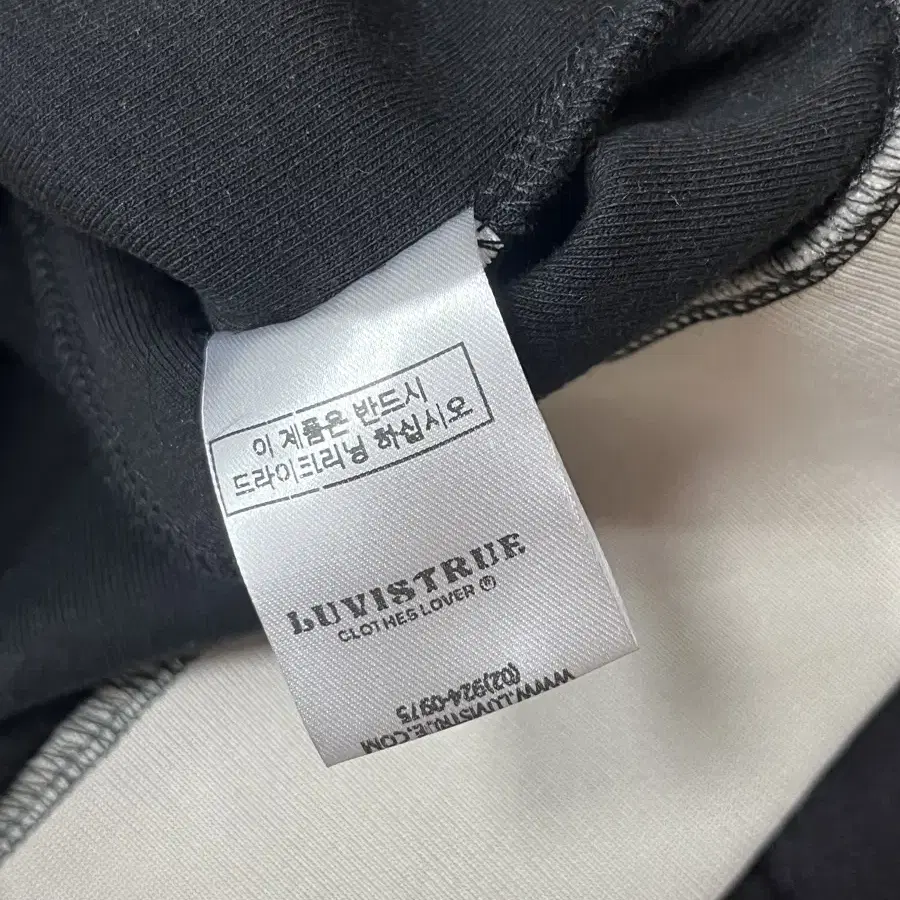 이 제품은 반드시
드라이크리닝 하십시오
LUVISTRUE
CLOTHES LOVER ®
(02)924-0975
WWW.LUVISTRUE.COM